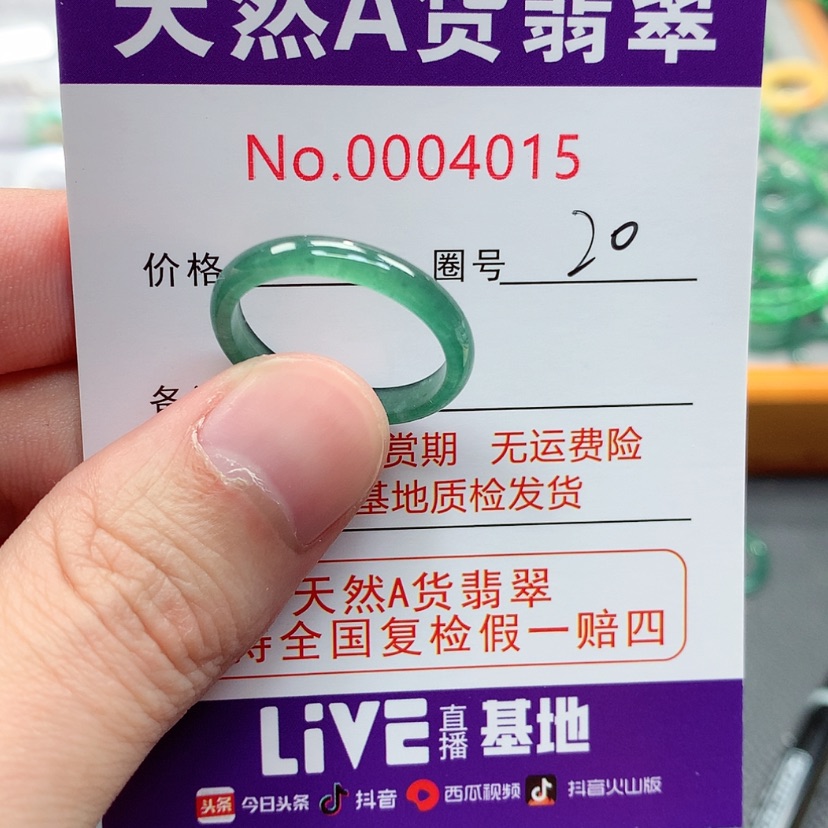 天然A货翡翠
No.0004015
价格 圈号 20
赏期 无运费险
基地质检发货
天然A货翡翠
全国复检假一赔四
LiVE 直播 基地
头条 今日头条 抖音 西瓜视频 抖音火山版